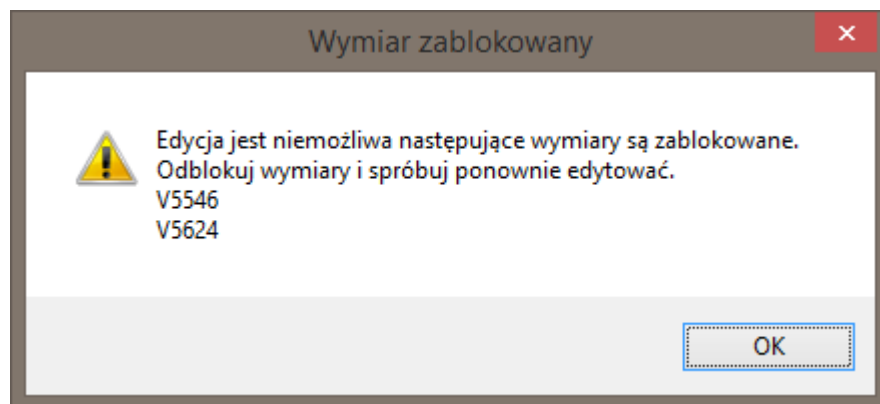 Wymiar zablokowany
Edycja jest niemożliwa następujące wymiary są zablokowane.
Odblokuj wymiary i spróbuj ponownie edytować.
V5546
V5624
OK